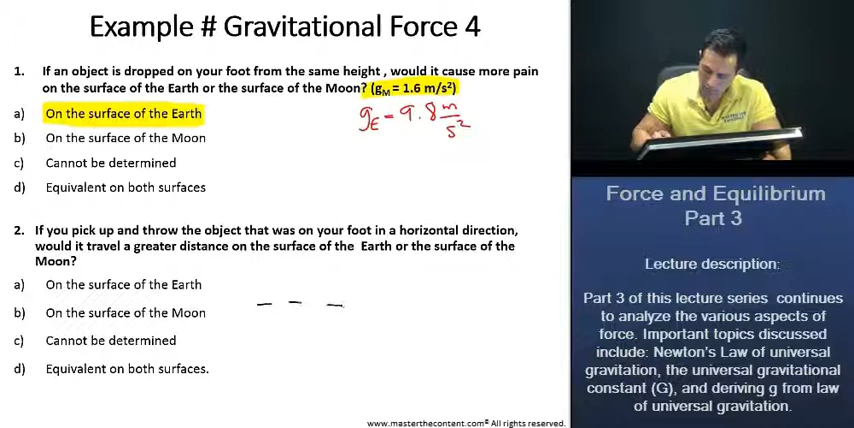 Example # Gravitational Force 4
1. If an object is dropped on your foot from the same height , would it cause more pain
on the surface of the Earth or the surface of the Moon? (gM = 1.6 m/s²)
a) On the surface of the Earth
gE = 9.8 m/s²
b) On the surface of the Moon
c) Cannot be determined
d) Equivalent on both surfaces
2. If you pick up and throw the object that was on your foot in a horizontal direction,
would it travel a greater distance on the surface of the Earth or the surface of the
Moon?
a) On the surface of the Earth
b) On the surface of the Moon
c) Cannot be determined
d) Equivalent on both surfaces.
www.masterthecontent.com© All rights reserved.
Force and Equilibrium
Part 3
Lecture description:
Part 3 of this lecture series continues
to analyze the various aspects of
force. Important topics discussed
include: Newton's Law of universal
gravitation, the universal gravitational
constant (G), and deriving g from law
of universal gravitation.